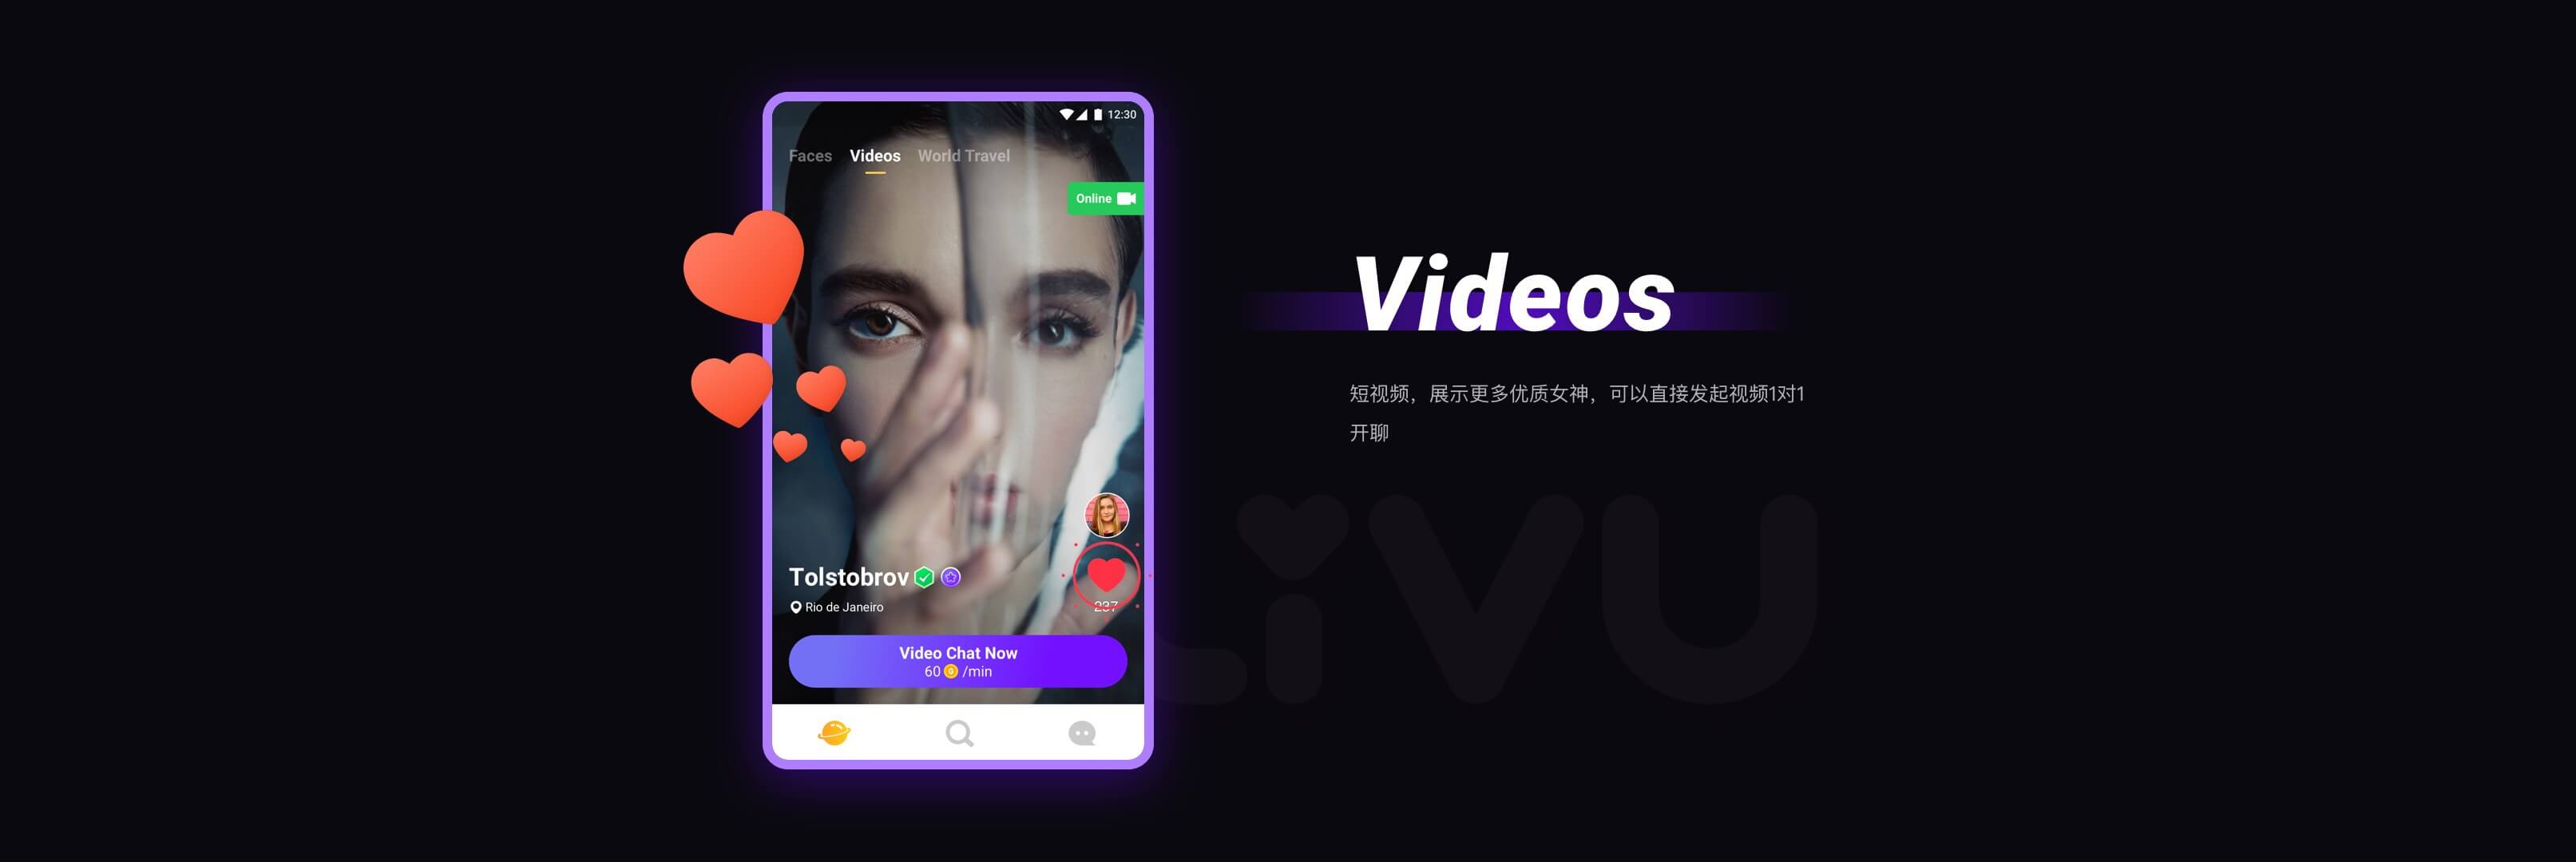 12:30
Faces Videos World Travel
Online
Videos
短视频，展示更多优质女神，可以直接发起视频1对1
开聊
LiVU
Tolstobrov
Rio de Janeiro
237
Video Chat Now
60 /min